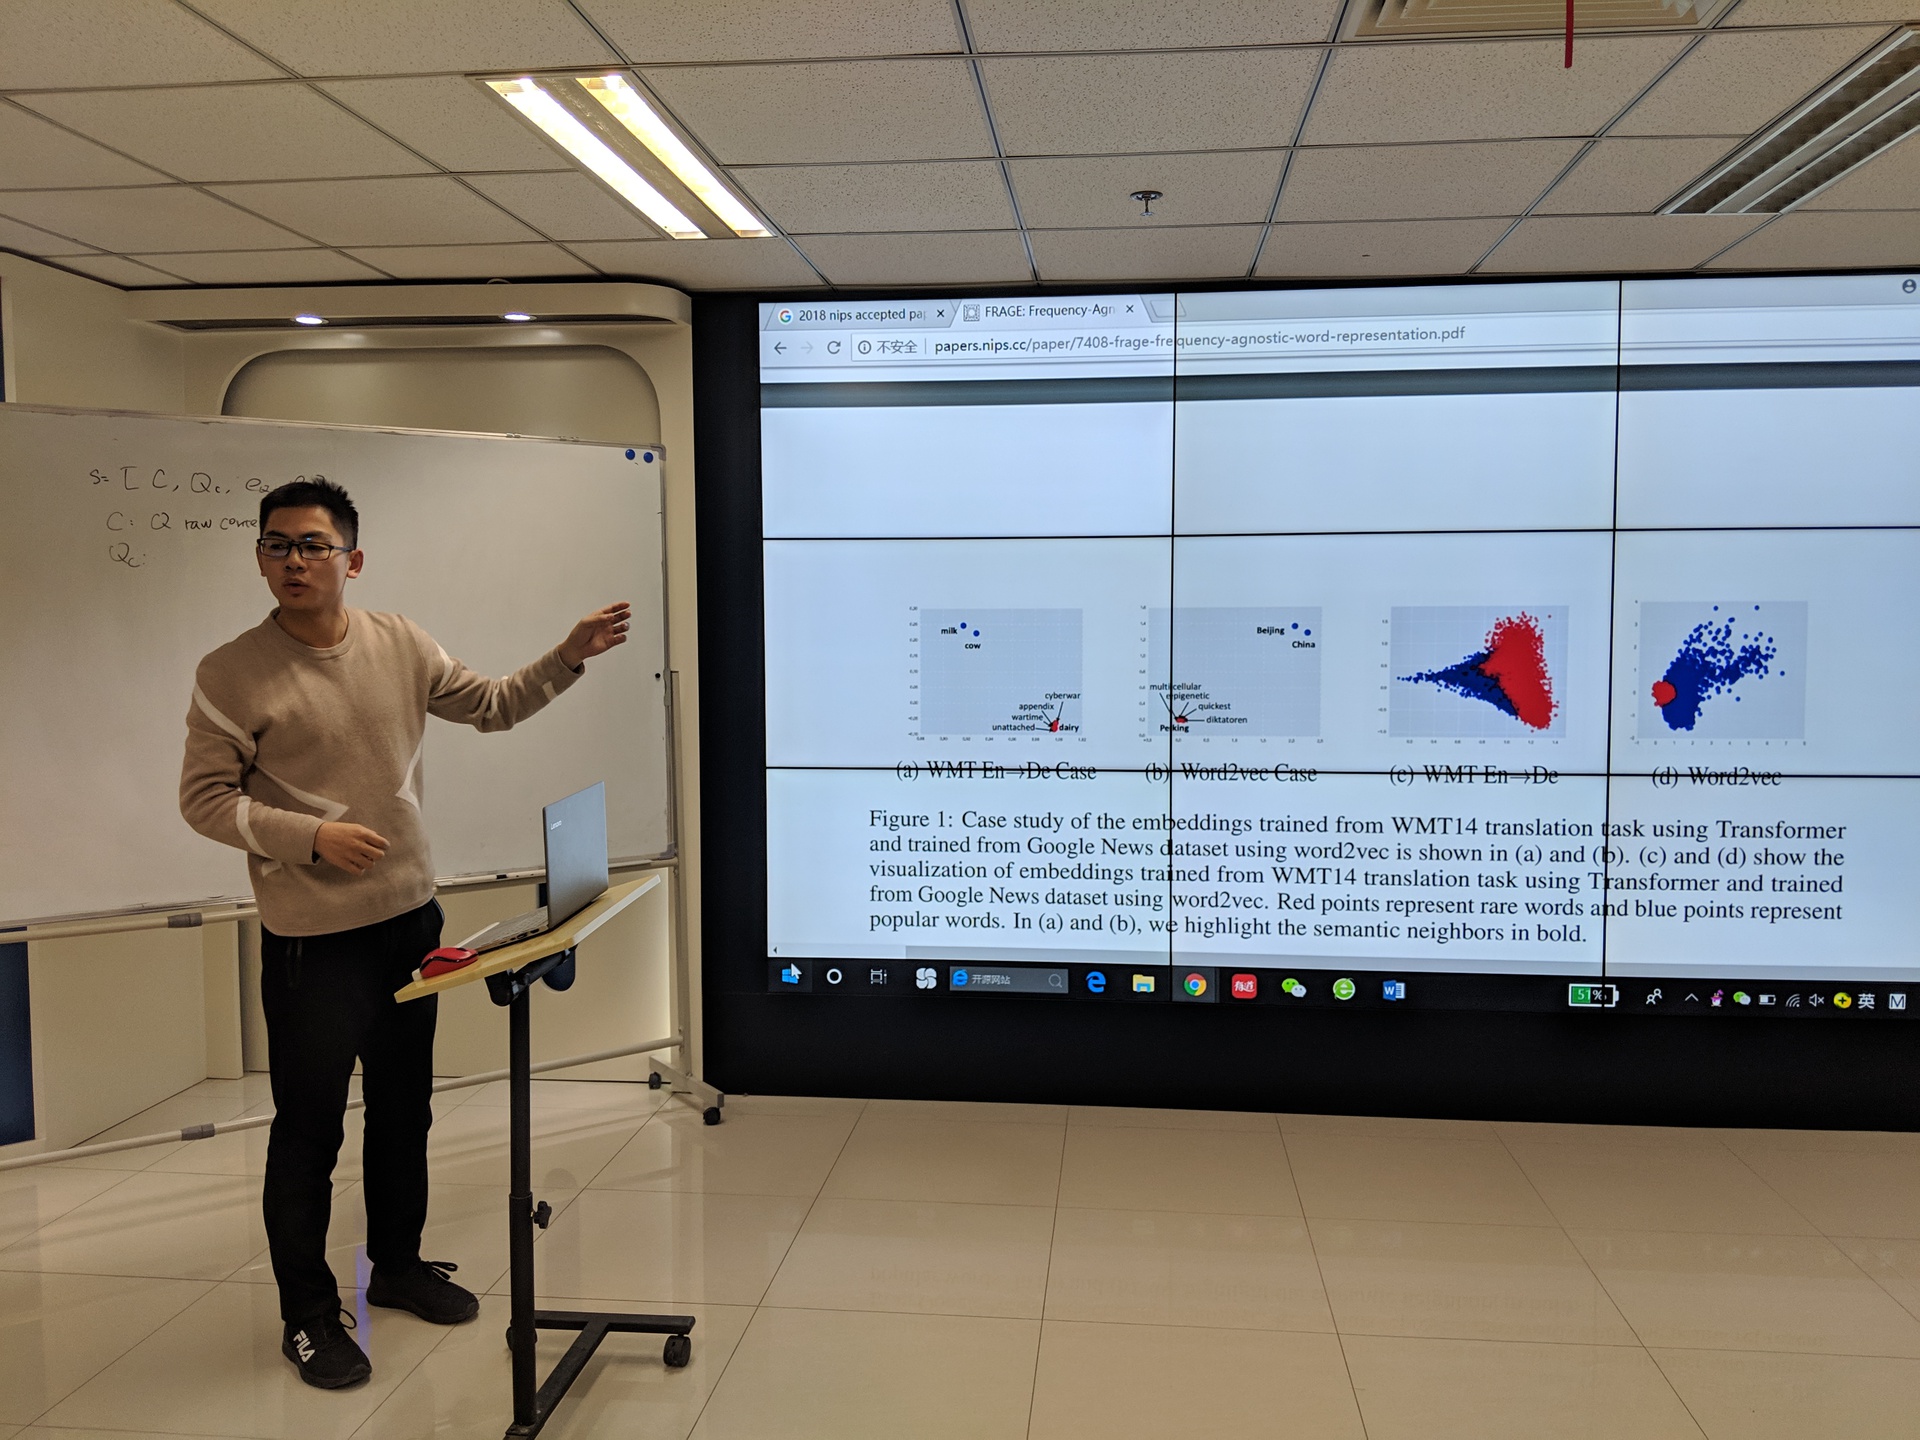 S= [ C, Qc,
C: Q raw
Qc:
2018 nips accepted pa
FRAGE: Frequency-Agn
不安全 papers.nips.cc/paper/7408-frage-frequency-agnostic-word-representation.pdf
milk
cow
cyberwar
appendix
wartime
unattached
dairy
(a) WMT En→De Case
Beijing
China
multicellular
epigenetic
quickest
diktatoren
Peking
(b) Word2vec Case
(c) WMT En→De
(d) Word2vec
Figure 1: Case study of the embeddings trained from WMT14 translation task using Transformer
and trained from Google News dataset using word2vec is shown in (a) and (b). (c) and (d) show the
visualization of embeddings trained from WMT14 translation task using Transformer and trained
from Google News dataset using word2vec. Red points represent rare words and blue points represent
popular words. In (a) and (b), we highlight the semantic neighbors in bold.
开源网站
有道
51%
英
M
Lenovo
FILA